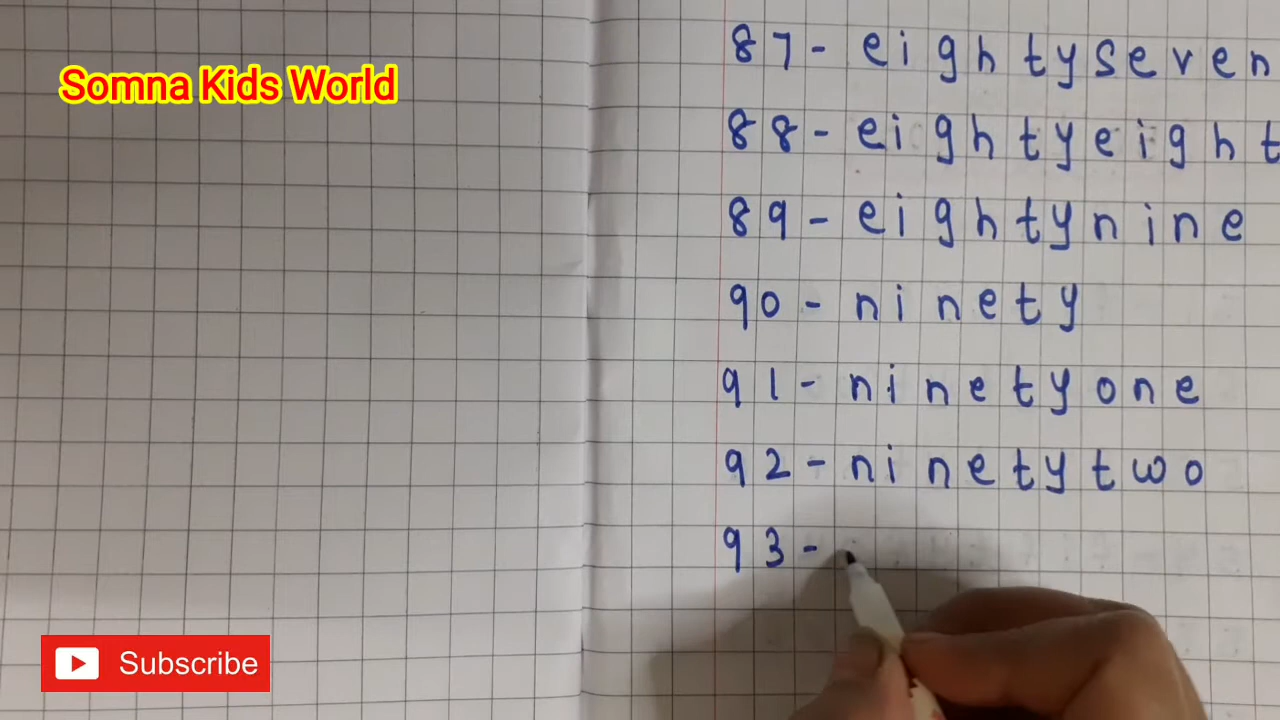 Somna Kids World
87- eightyseven
88- eightyeight
89- eightynine
90- ninety
91- ninetyone
92- ninetytwo
93-
Subscribe